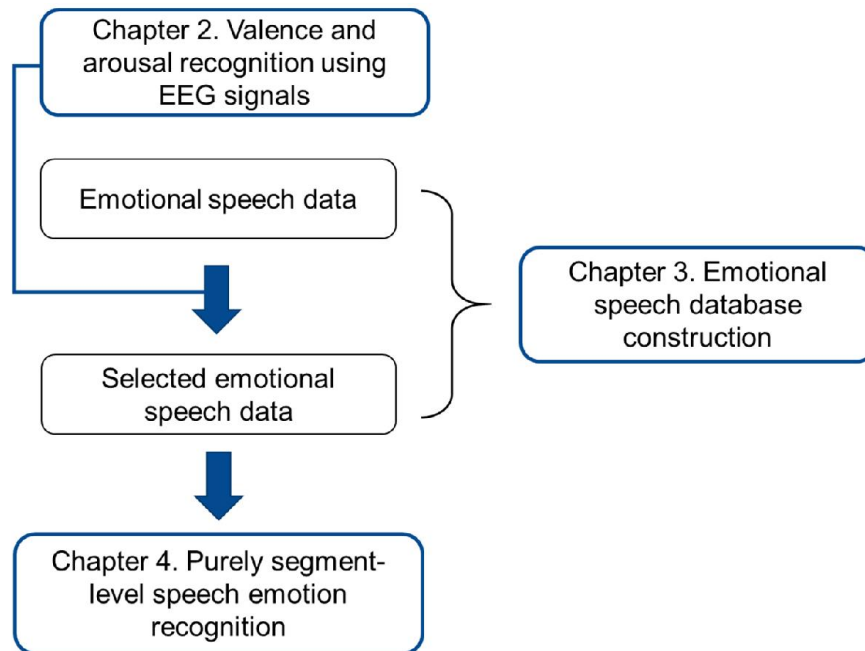 Chapter 2. Valence and
arousal recognition using
EEG signals
Emotional speech data
Chapter 3. Emotional
speech database
construction
Selected emotional
speech data
Chapter 4. Purely segment-
level speech emotion
recognition